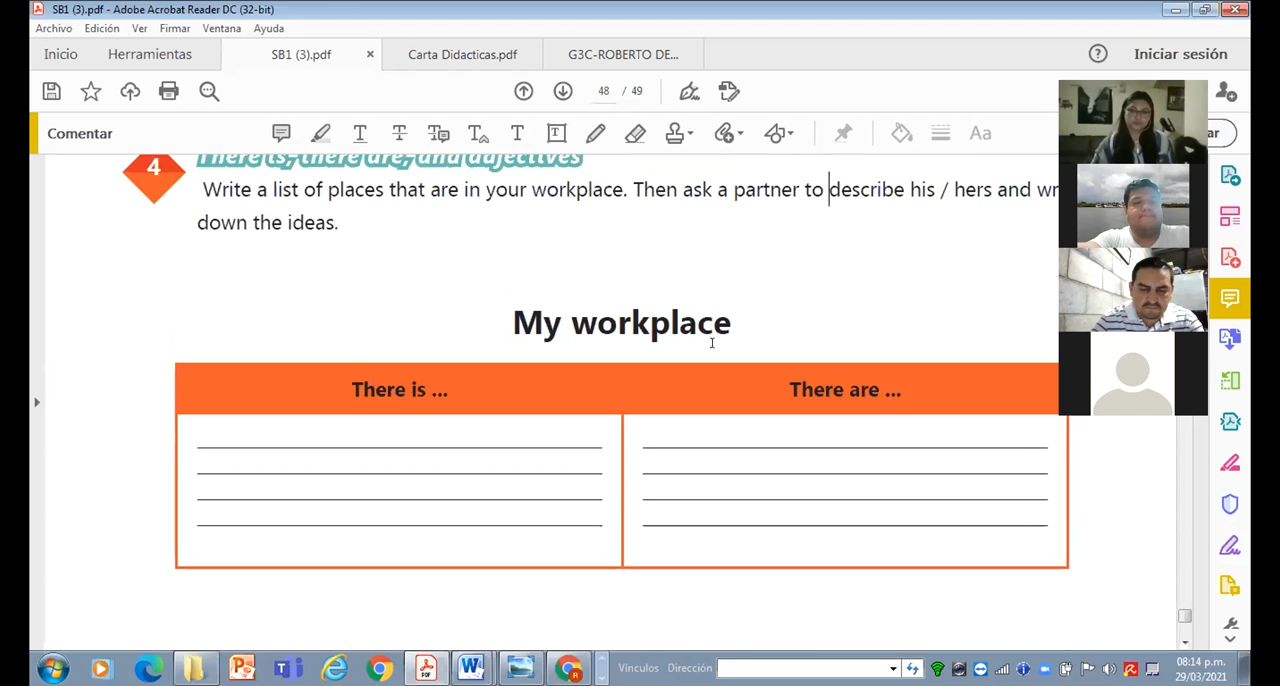 SB1 (3).pdf - Adobe Acrobat Reader DC (32-bit)
Archivo Edición Ver Firmar Ventana Ayuda
Inicio Herramientas SB1 (3).pdf × Carta Didacticas.pdf G3C-ROBERTO DE... Iniciar sesión
48 / 49
Comentar
Aa
ar
There is, there are, and adjectives
4
Write a list of places that are in your workplace. Then ask a partner to describe his / hers and wr
down the ideas.
My workplace
There is ... There are ...
Vínculos Dirección
08:14 p.m.
29/03/2021